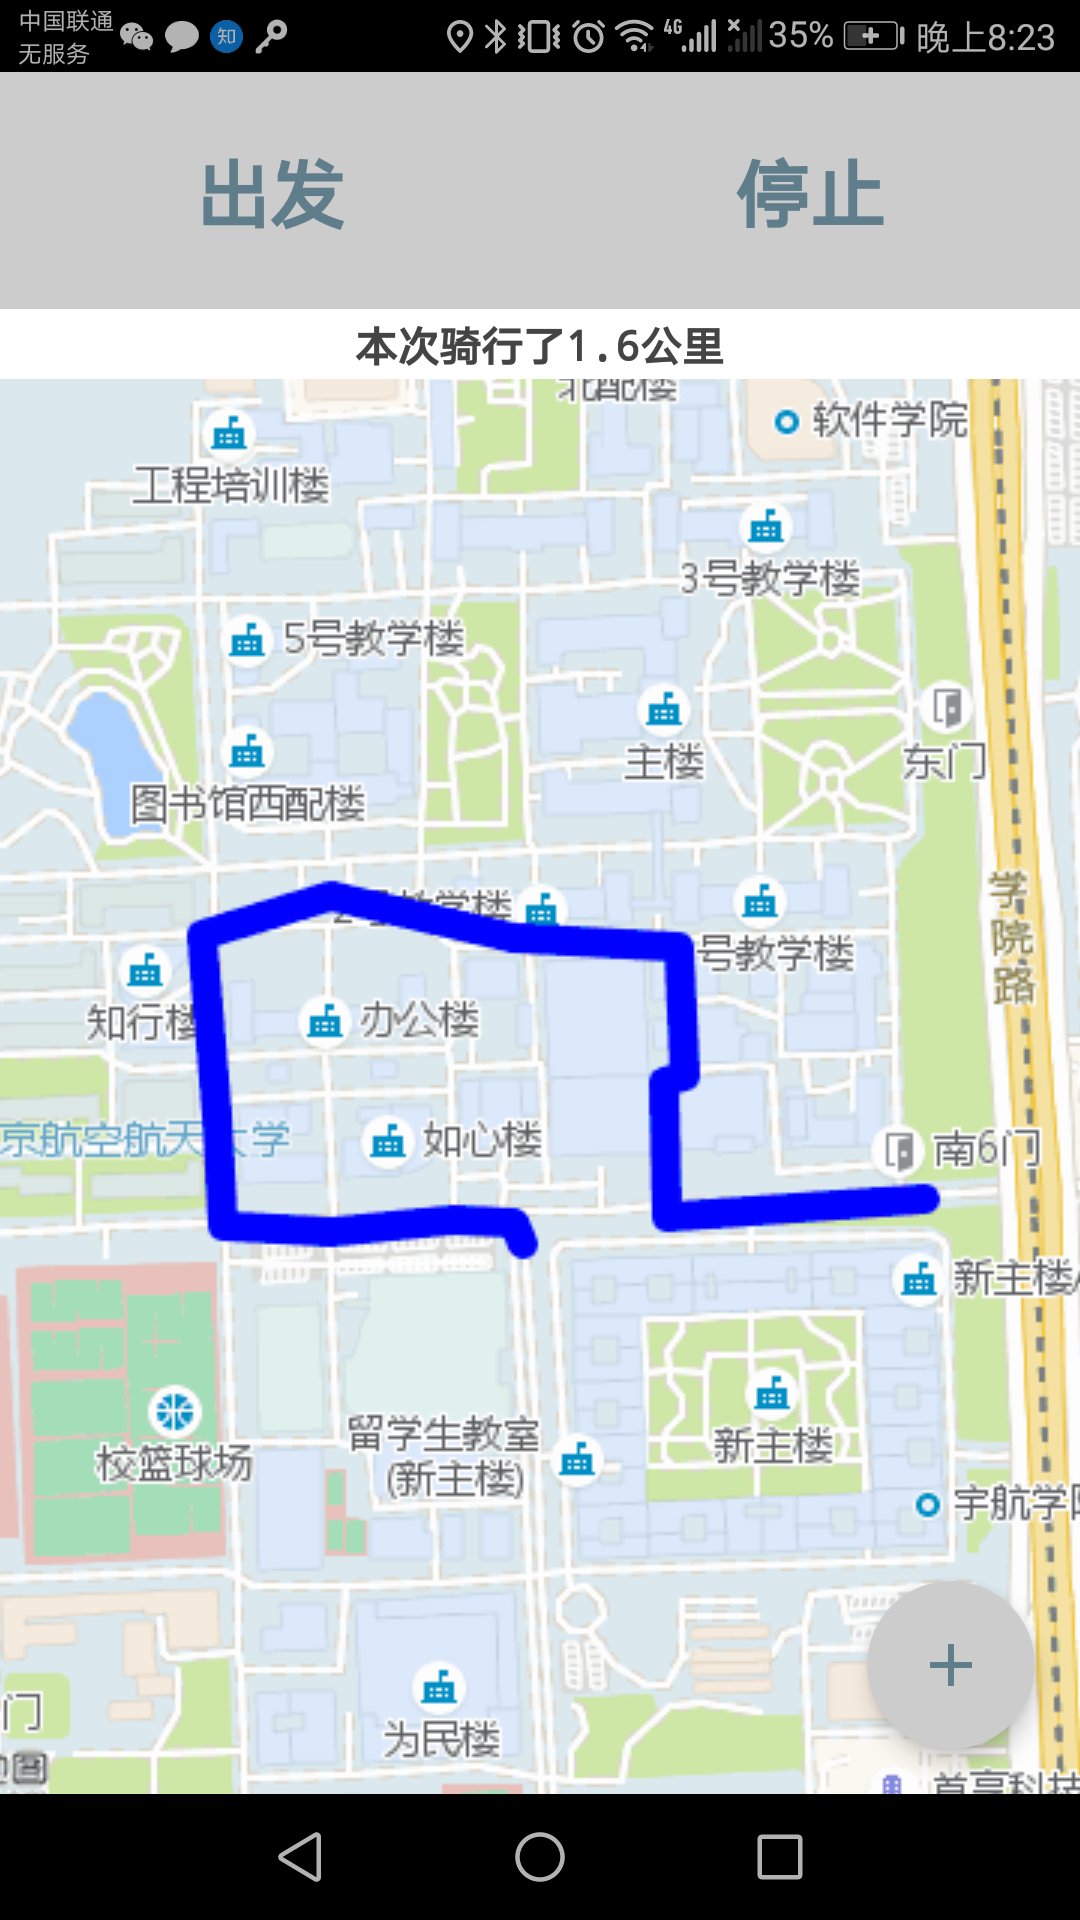 中国联通
无服务
知
4G
35%
晚上8:23
出发
停止
本次骑行了1.6公里
北配楼
软件学院
工程培训楼
3号教学楼
5号教学楼
主楼
东门
图书馆西配楼
学院路
教学楼
号教学楼
知行楼
办公楼
京航空航天大学
如心楼
南6门
新主楼
校篮球场
留学生教室
(新主楼)
新主楼
宇航学院
门
为民楼
首享科技